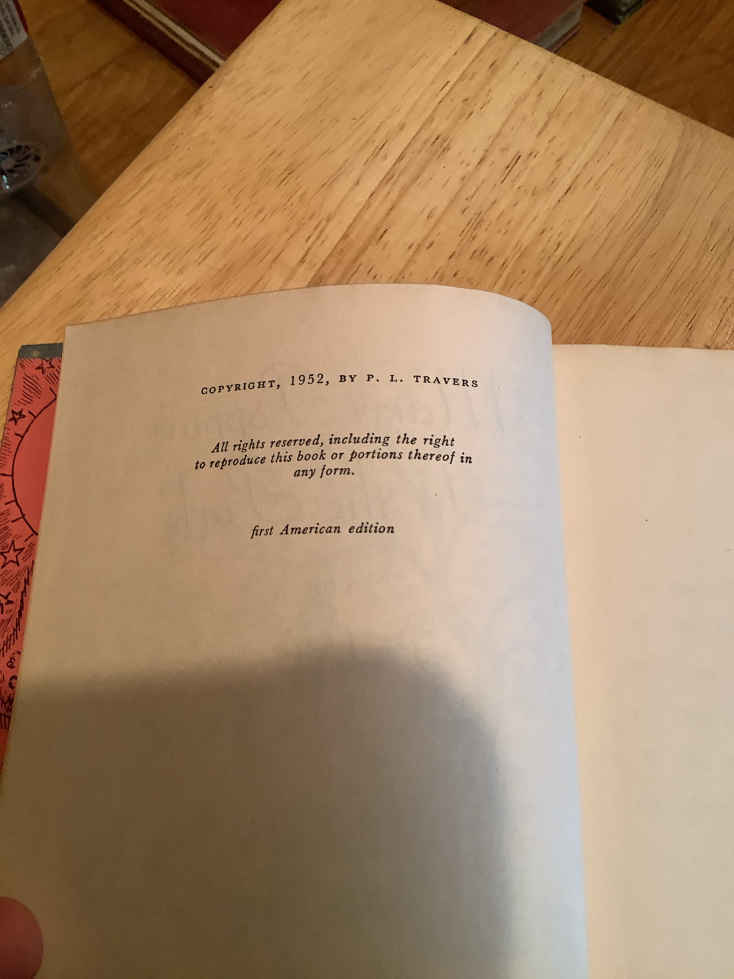 COPYRIGHT, 1952, BY P. L. TRAVERS
All rights reserved, including the right
to reproduce this book or portions thereof in
any form.
first American edition